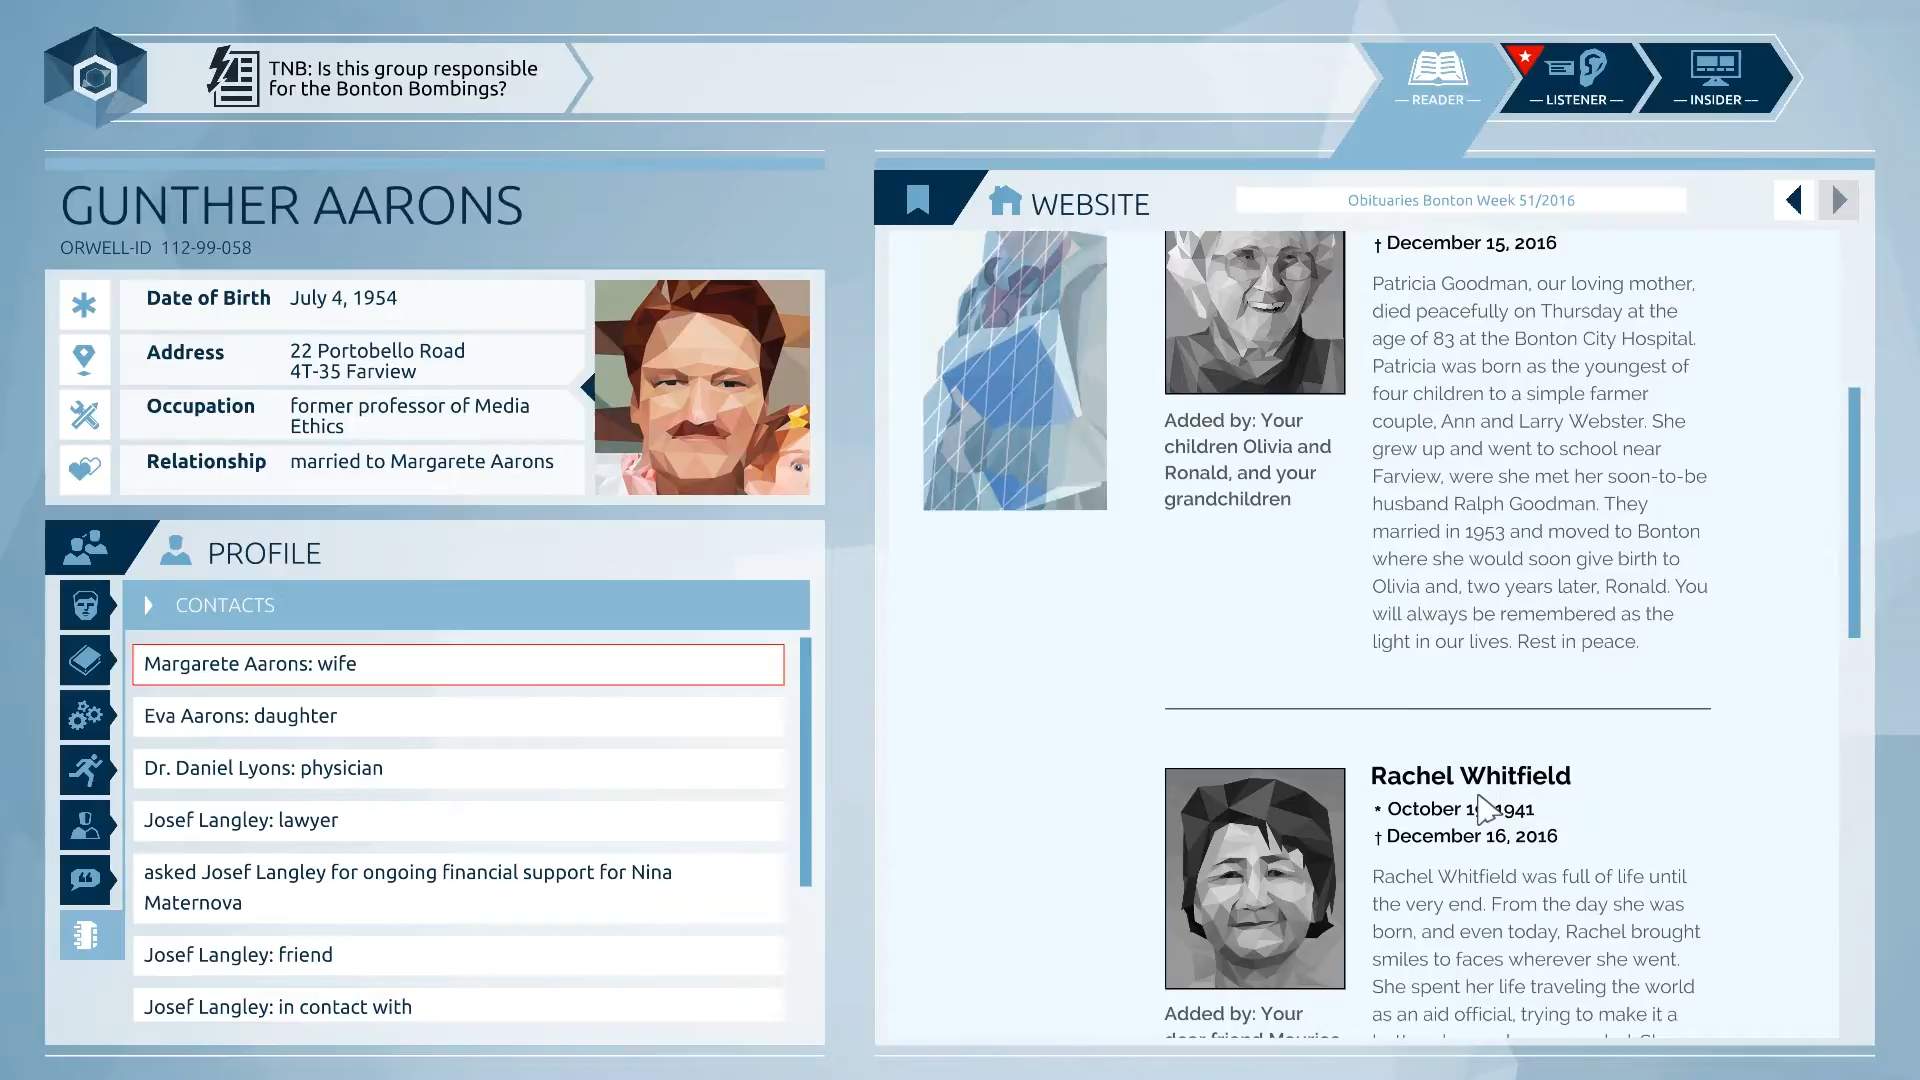 TNB: Is this group responsible
for the Bonton Bombings?
READER
LISTENER
INSIDER
GUNTHER AARONS
ORWELL-ID 112-99-058
Date of Birth July 4, 1954
Address 22 Portobello Road
4T-35 Farview
Occupation former professor of Media
Ethics
Relationship married to Margarete Aarons
PROFILE
CONTACTS
Margarete Aarons: wife
Eva Aarons: daughter
Dr. Daniel Lyons: physician
Josef Langley: lawyer
asked Josef Langley for ongoing financial support for Nina
Maternova
Josef Langley: friend
Josef Langley: in contact with
WEBSITE
Obituaries Bonton Week 51/2016
† December 15, 2016
Patricia Goodman, our loving mother,
died peacefully on Thursday at the
age of 83 at the Bonton City Hospital.
Patricia was born as the youngest of
four children to a simple farmer
couple, Ann and Larry Webster. She
grew up and went to school near
Farview, were she met her soon-to-be
husband Ralph Goodman. They
married in 1953 and moved to Bonton
where she would soon give birth to
Olivia and, two years later, Ronald. You
will always be remembered as the
light in our lives. Rest in peace.
Added by: Your
children Olivia and
Ronald, and your
grandchildren
Rachel Whitfield
* October 1 1941
† December 16, 2016
Rachel Whitfield was full of life until
the very end. From the day she was
born, and even today, Rachel brought
smiles to faces wherever she went.
She spent her life traveling the world
as an aid official, trying to make it a
Added by: Your
dear friend Maurice